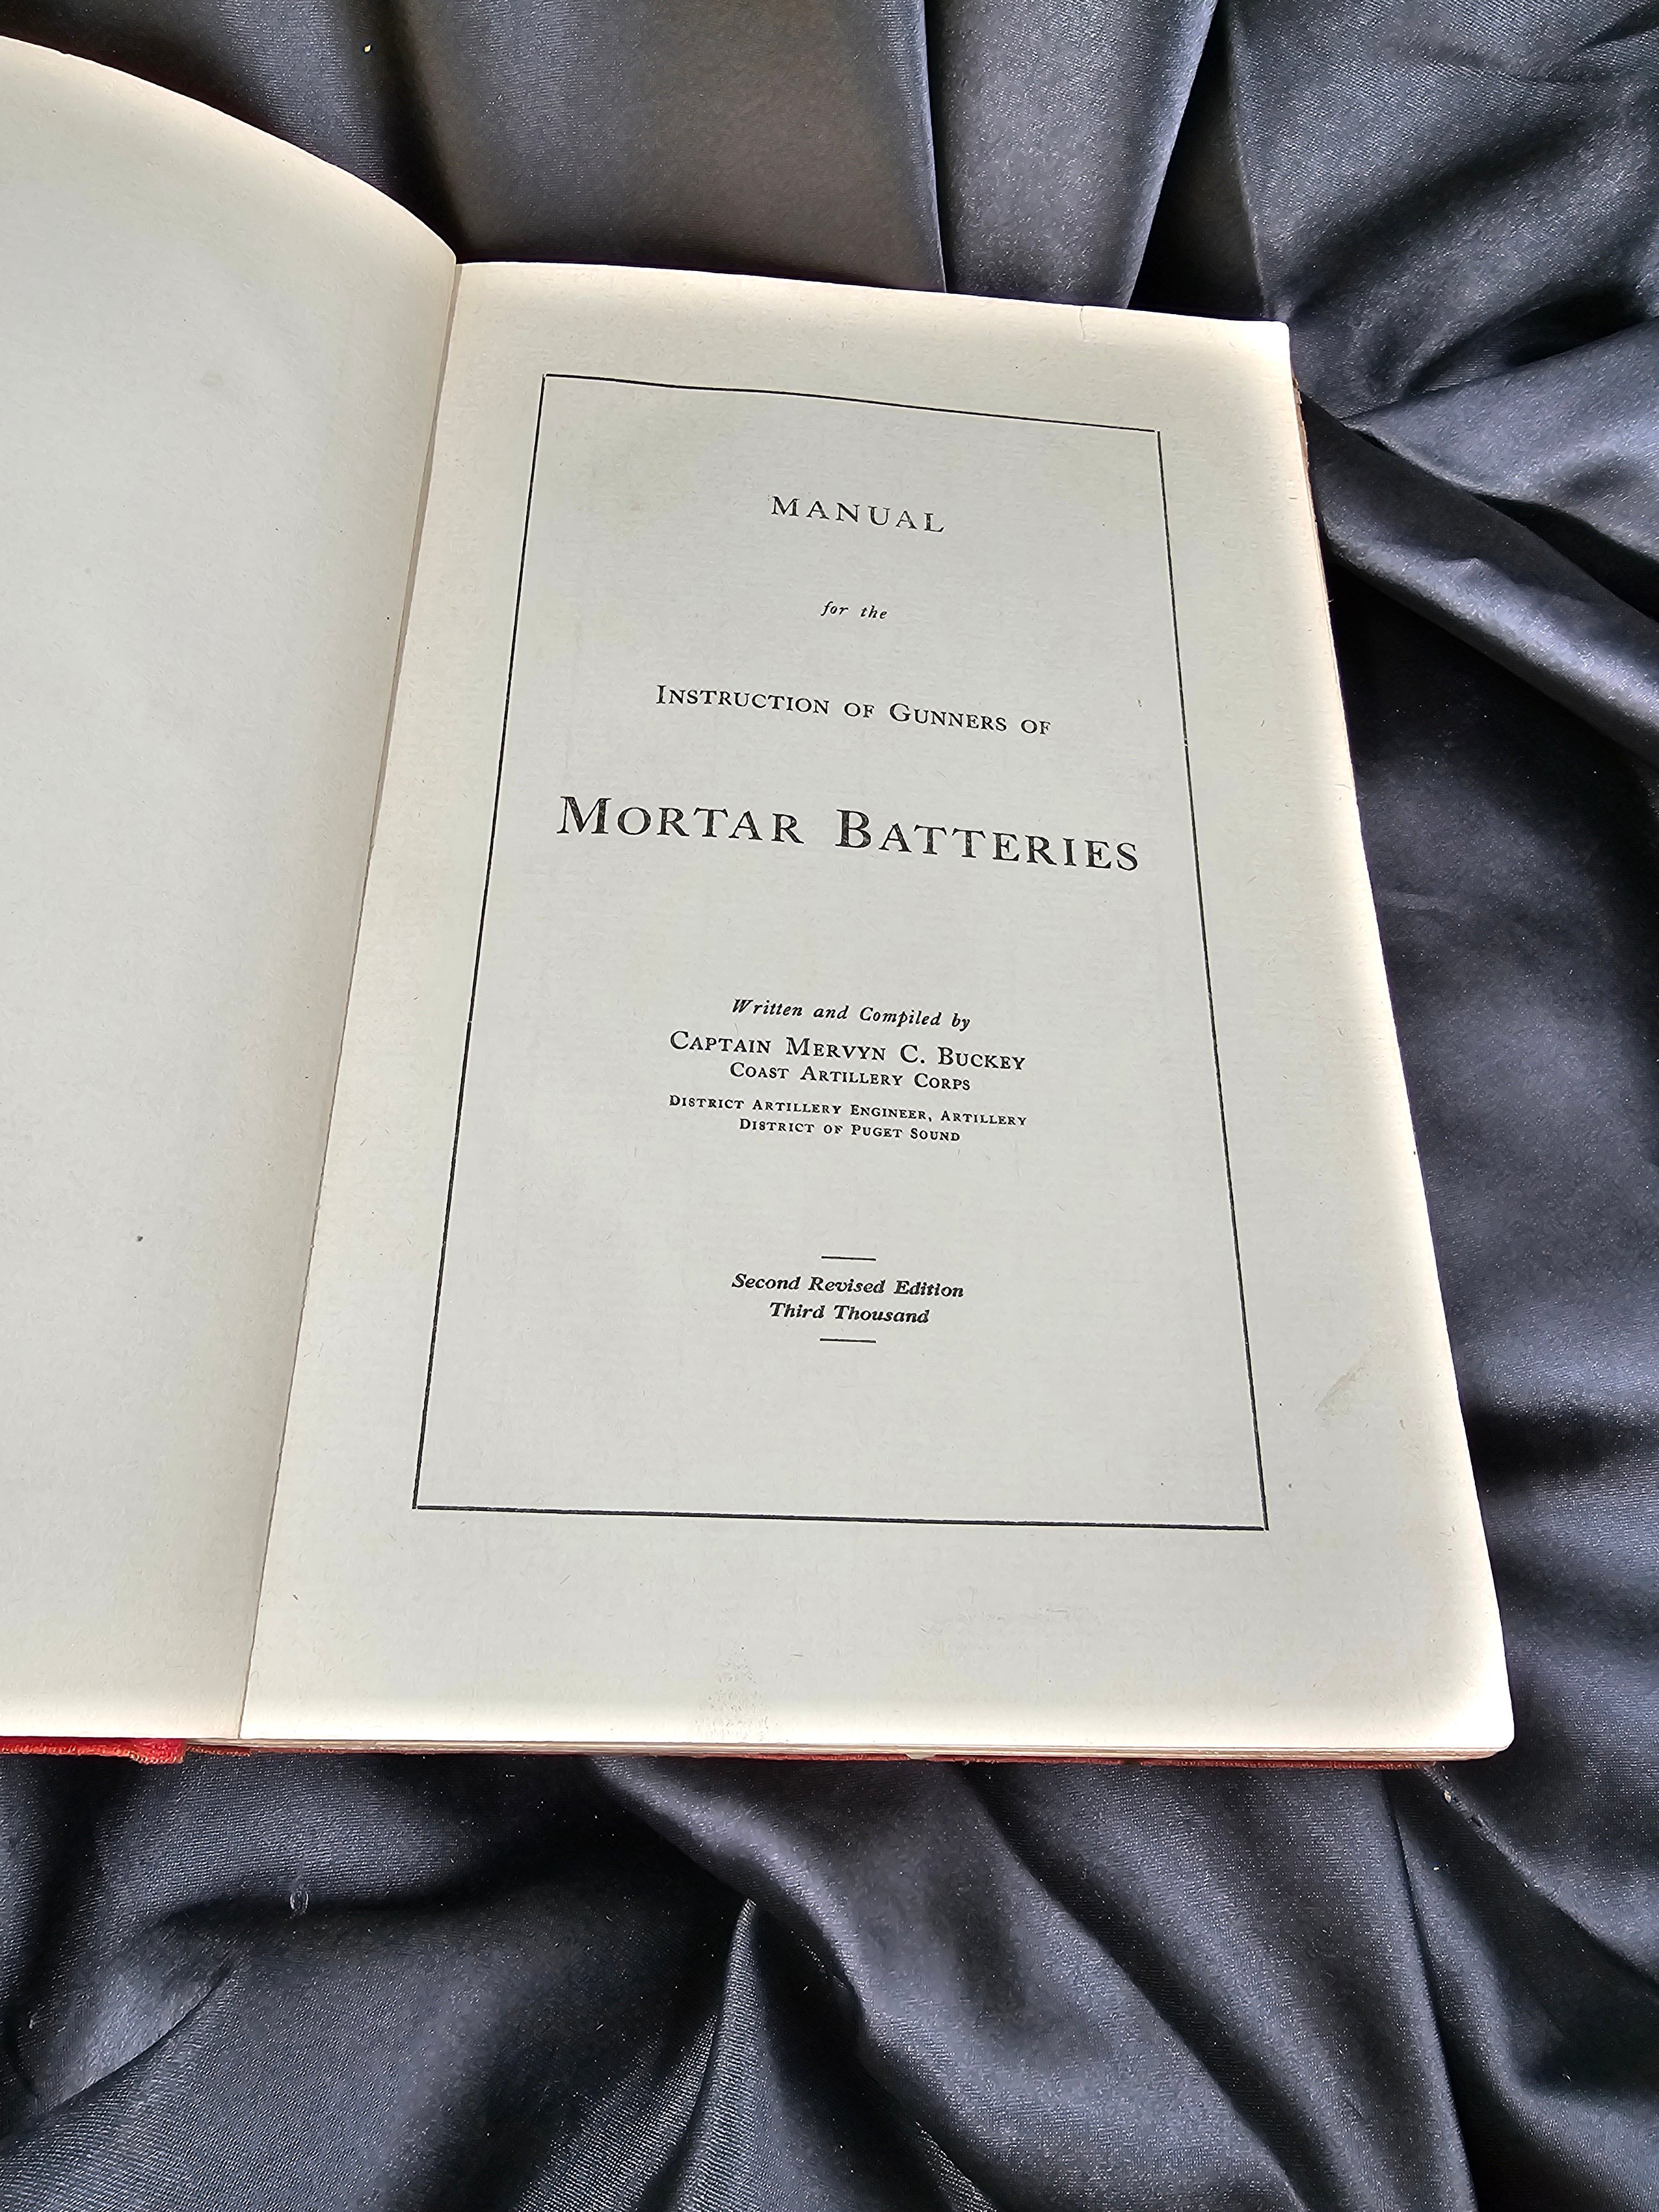 MANUAL
for the
INSTRUCTION OF GUNNERS OF
MORTAR BATTERIES
Written and Compiled by
CAPTAIN MERVYN C. BUCKEY
COAST ARTILLERY CORPS
DISTRICT ARTILLERY ENGINEER, ARTILLERY
DISTRICT OF PUGET SOUND
Second Revised Edition
Third Thousand